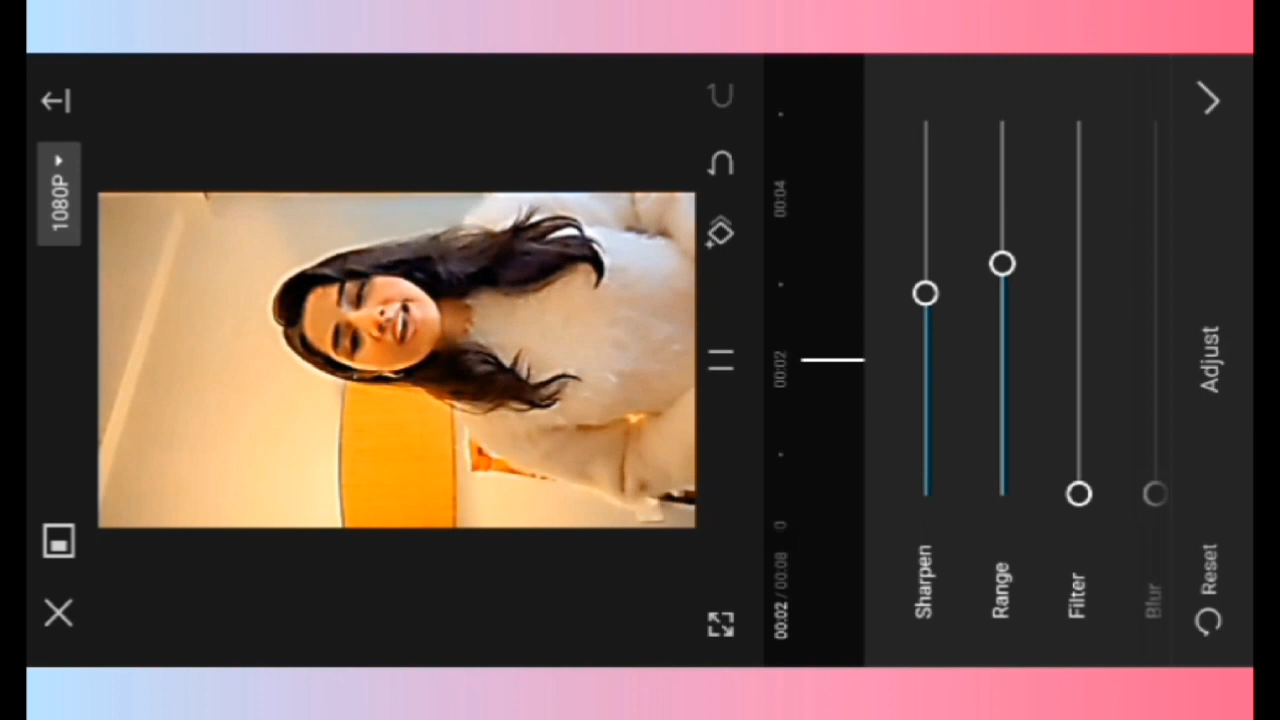 1080P
00:02 / 00:08
0
00:02
00:04
Sharpen
Range
Filter
Blur
Reset
Adjust